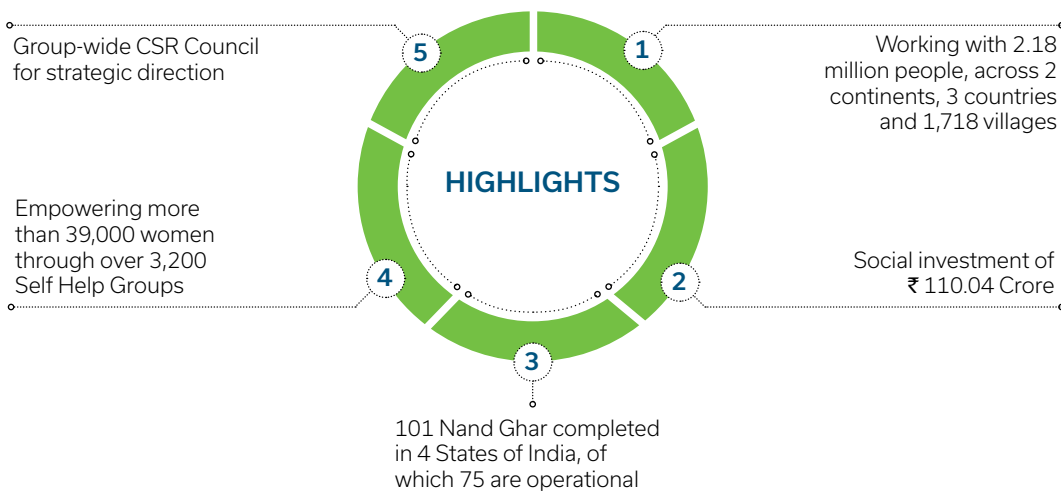 HIGHLIGHTS
1
Working with 2.18
million people, across 2
continents, 3 countries
and 1,718 villages
2
Social investment of
₹ 110.04 Crore
3
101 Nand Ghar completed
in 4 States of India, of
which 75 are operational
4
Empowering more
than 39,000 women
through over 3,200
Self Help Groups
5
Group-wide CSR Council
for strategic direction